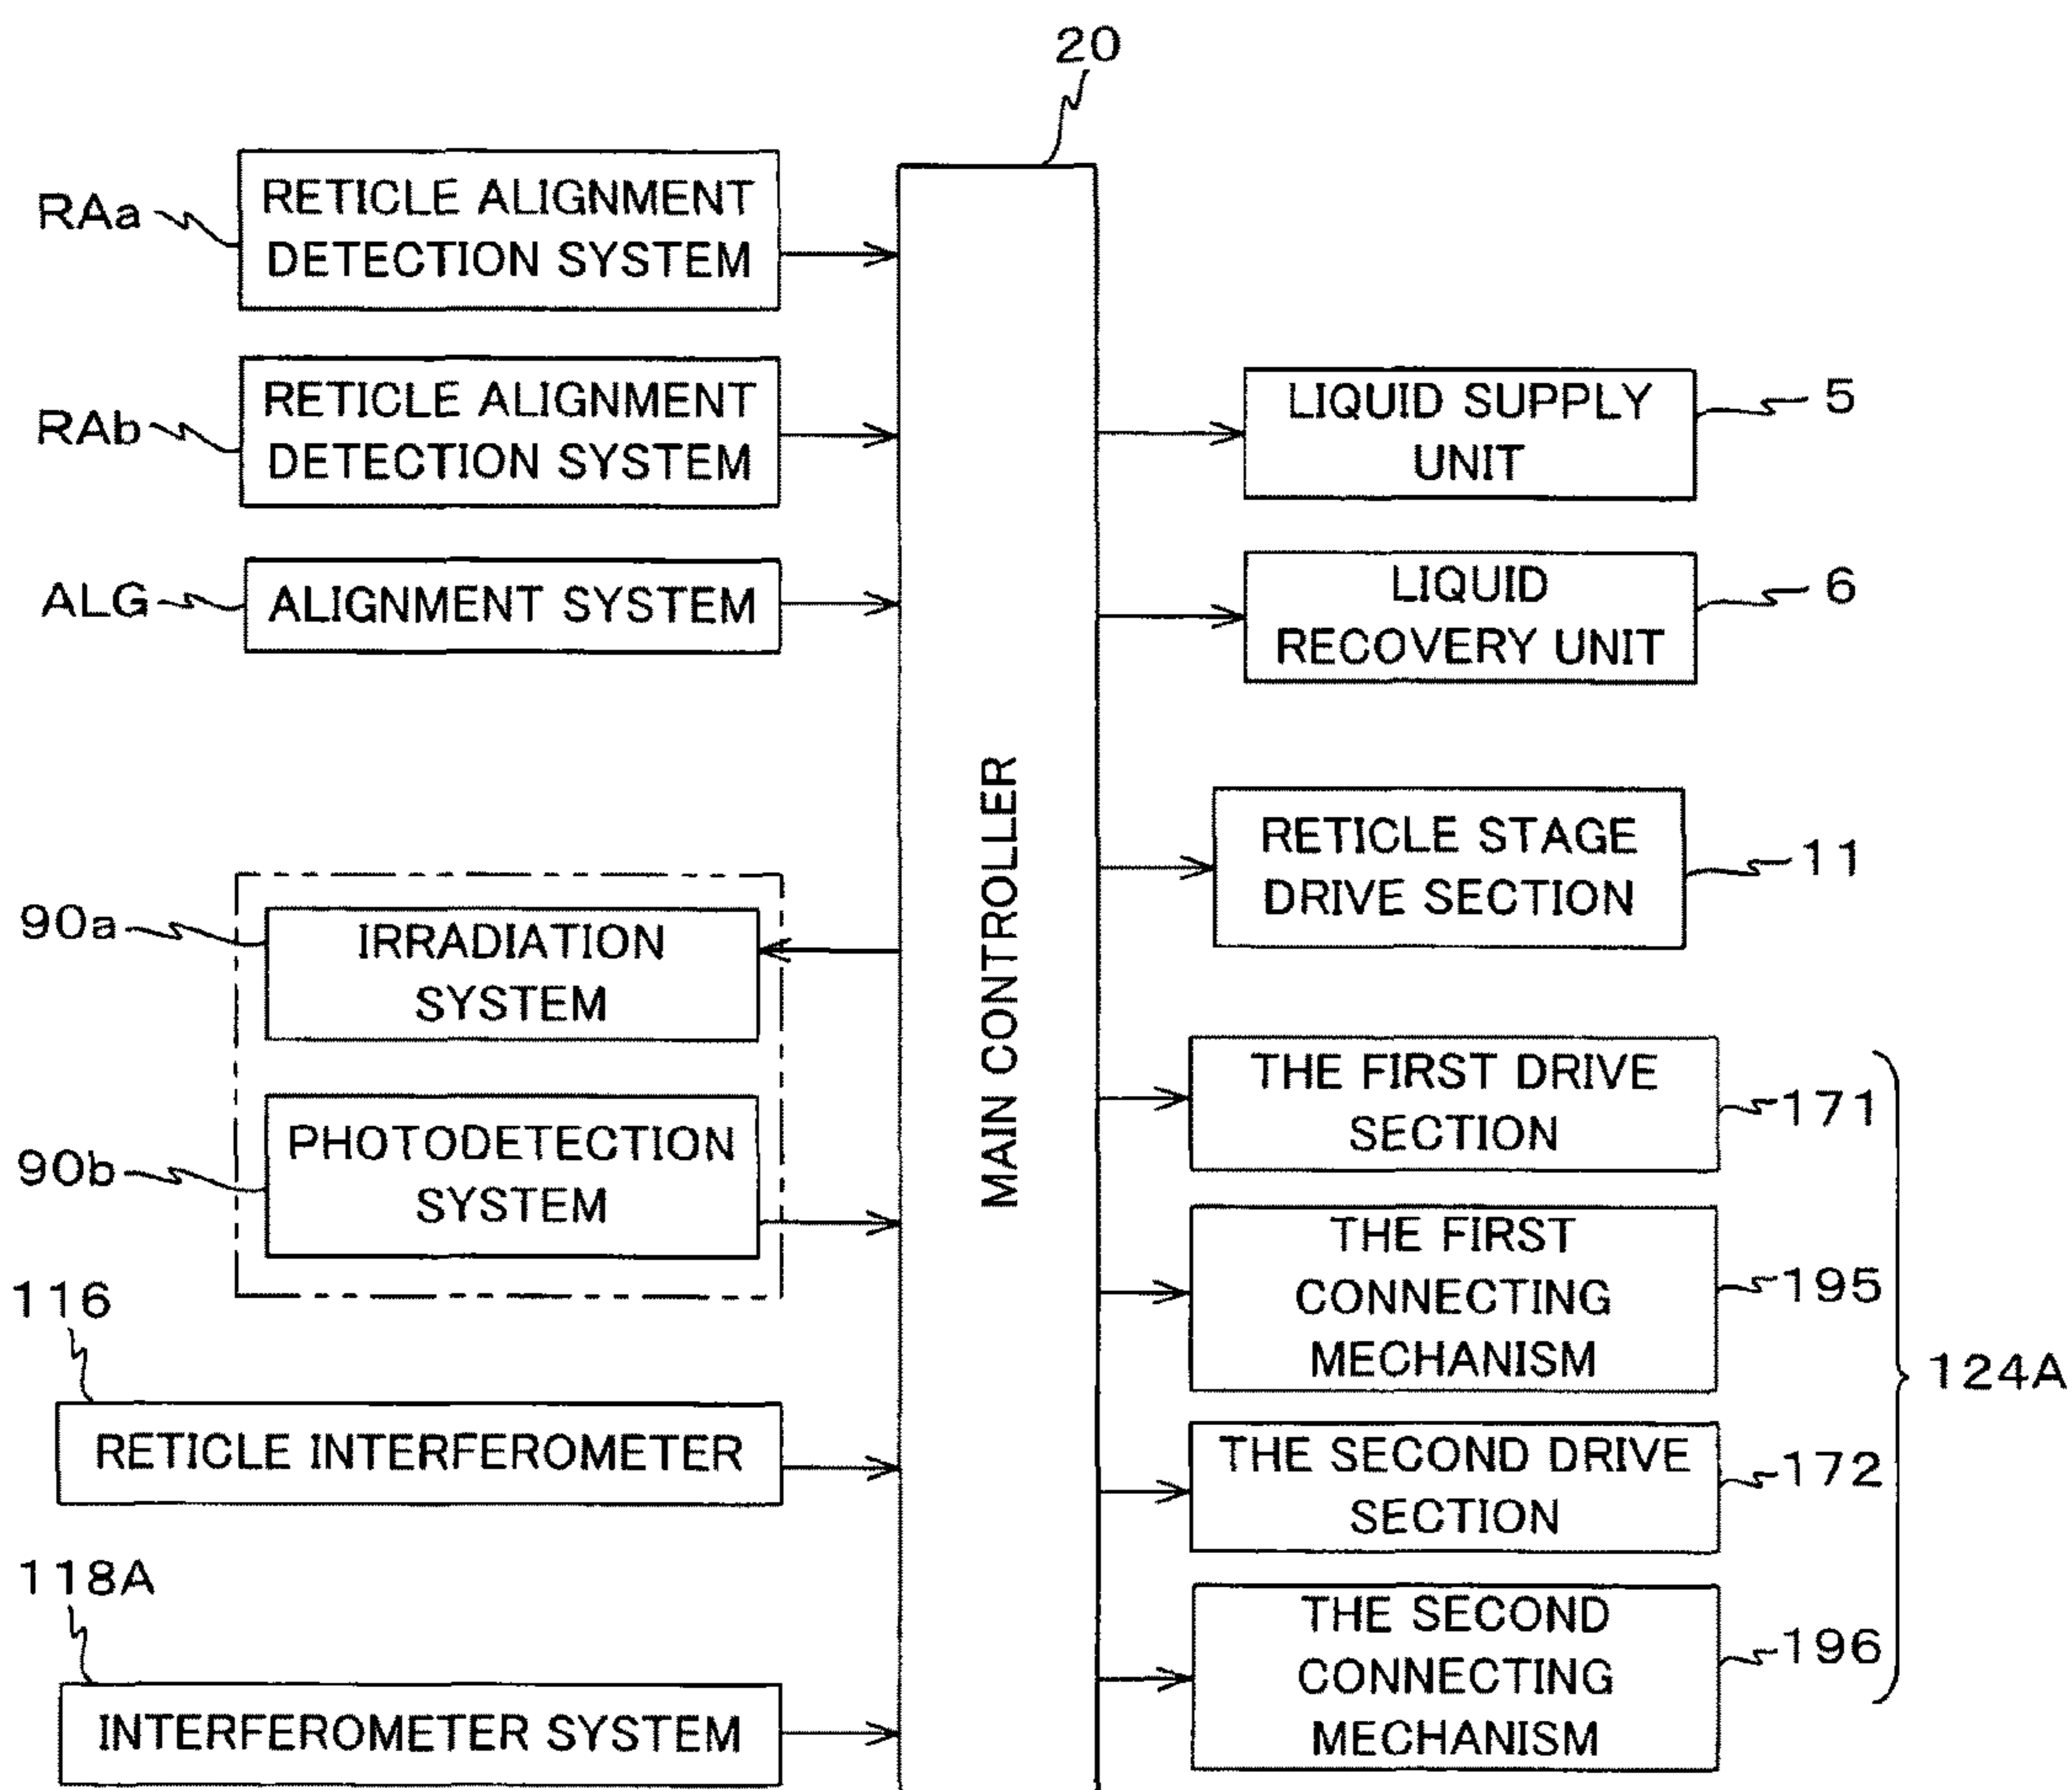 20
RAa
RETICLE ALIGNMENT
DETECTION SYSTEM
RAb
RETICLE ALIGNMENT
DETECTION SYSTEM
ALG
ALIGNMENT SYSTEM
90a
IRRADIATION
SYSTEM
90b
PHOTODETECTION
SYSTEM
116
RETICLE INTERFEROMETER
118A
INTERFEROMETER SYSTEM
MAIN CONTROLLER
LIQUID SUPPLY
UNIT
5
LIQUID
RECOVERY UNIT
6
RETICLE STAGE
DRIVE SECTION
11
THE FIRST DRIVE
SECTION
171
THE FIRST
CONNECTING
MECHANISM
195
THE SECOND DRIVE
SECTION
172
THE SECOND
CONNECTING
MECHANISM
196
124A